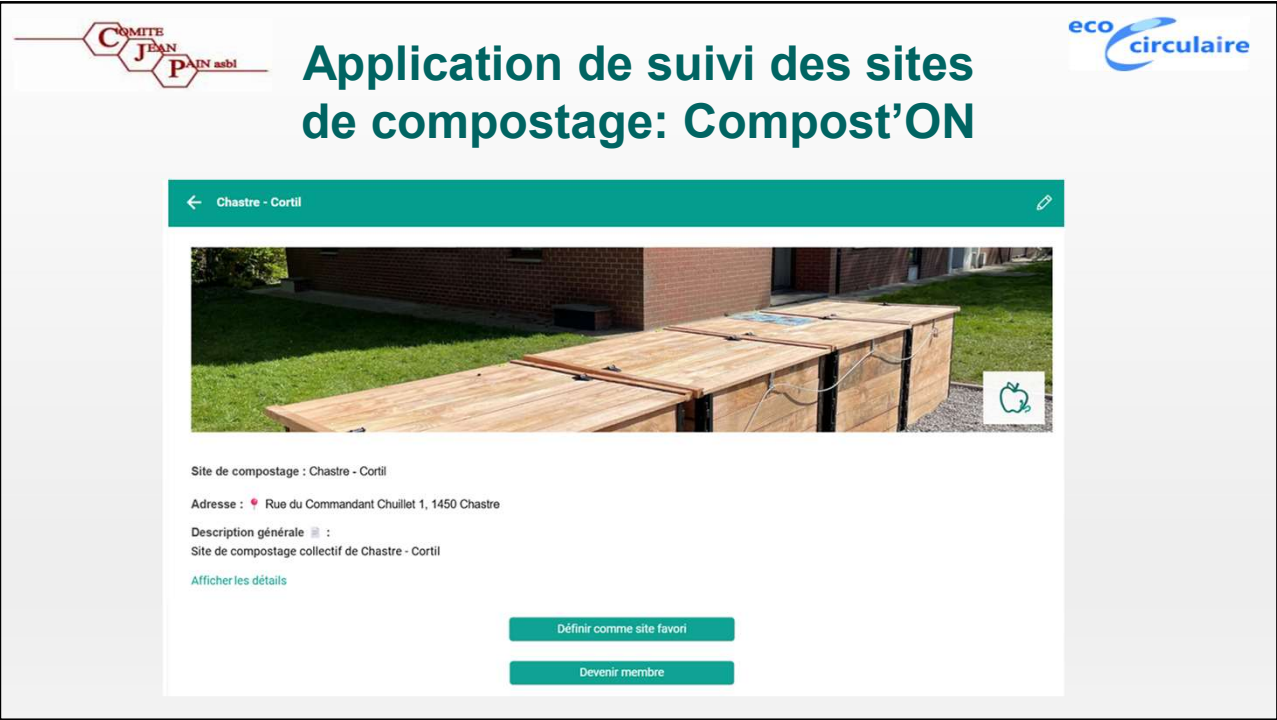 COMITE
JEAN
PAIN asbl
eco
circulaire
Application de suivi des sites
de compostage: Compost’ON
Chastre - Cortil
Site de compostage : Chastre - Cortil
Adresse : Rue du Commandant Chuillet 1, 1450 Chastre
Description générale :
Site de compostage collectif de Chastre - Cortil
Afficher les détails
Définir comme site favori
Devenir membre